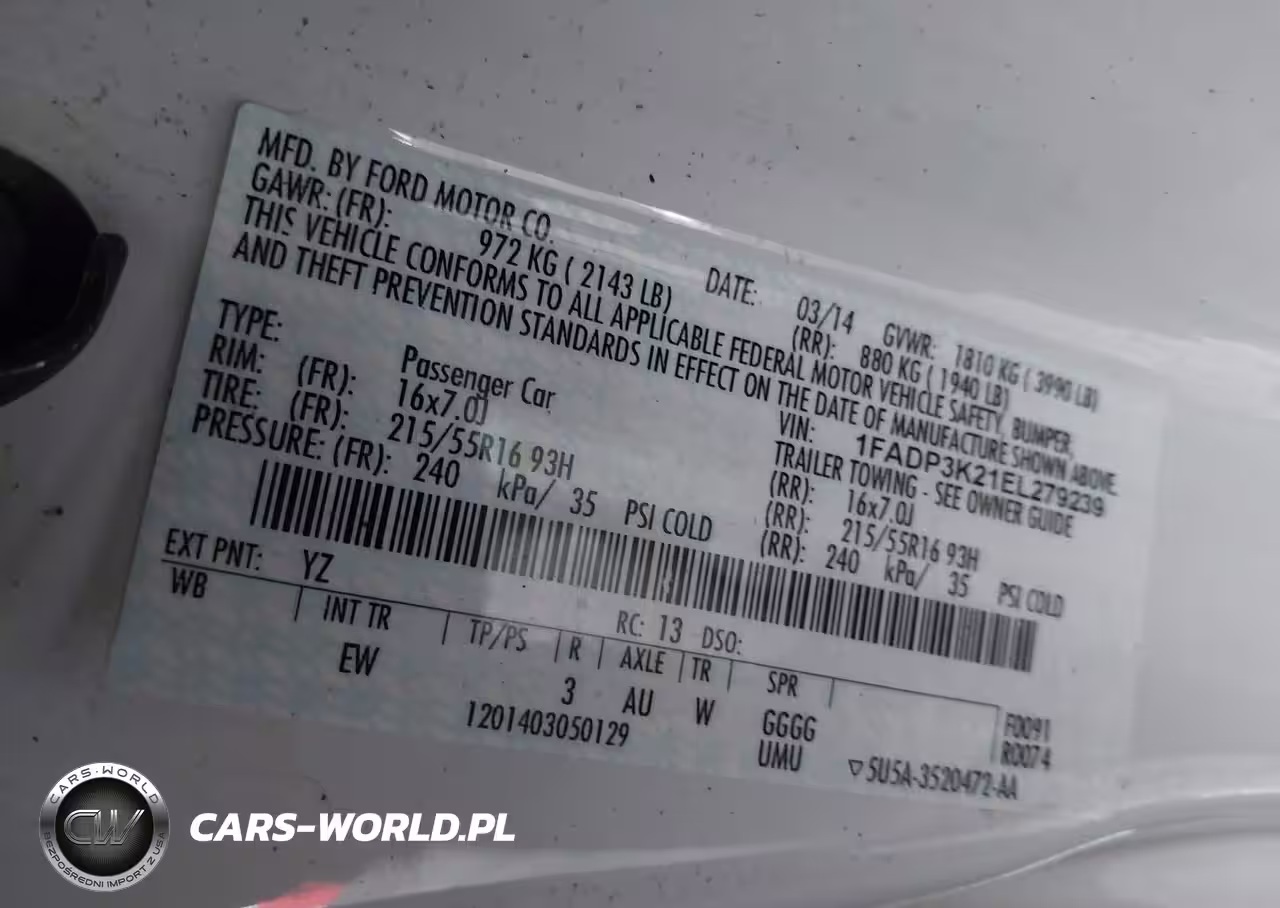 MFD. BY FORD MOTOR CO. DATE: 03/14 GVWR: 1810 KG ( 3990 LB)
GAWR: (FR): 972 KG ( 2143 LB) (RR): 880 KG ( 1940 LB)
THIS VEHICLE CONFORMS TO ALL APPLICABLE FEDERAL MOTOR VEHICLE SAFETY, BUMPER,
AND THEFT PREVENTION STANDARDS IN EFFECT ON THE DATE OF MANUFACTURE SHOWN ABOVE.
VIN: 1FADP3K21EL279239
TYPE: Passenger Car TRAILER TOWING - SEE OWNER GUIDE
RIM: (FR): 16x7.0J (RR): 16x7.0J
TIRE: (FR): 215/55R16 93H (RR): 215/55R16 93H
PRESSURE: (FR): 240 kPa/ 35 PSI COLD (RR): 240 kPa/ 35 PSI COLD
EXT PNT: YZ RC: 13 DSO:
WB INT TR TP/PS R AXLE TR SPR
EW 3 AU W GGGG F0091
1201403050129 UMU R0074
▽5U5A-3520472-AA
CARS-WORLD
CW
BEZPOŚREDNI IMPORT Z USA
CARS-WORLD.PL